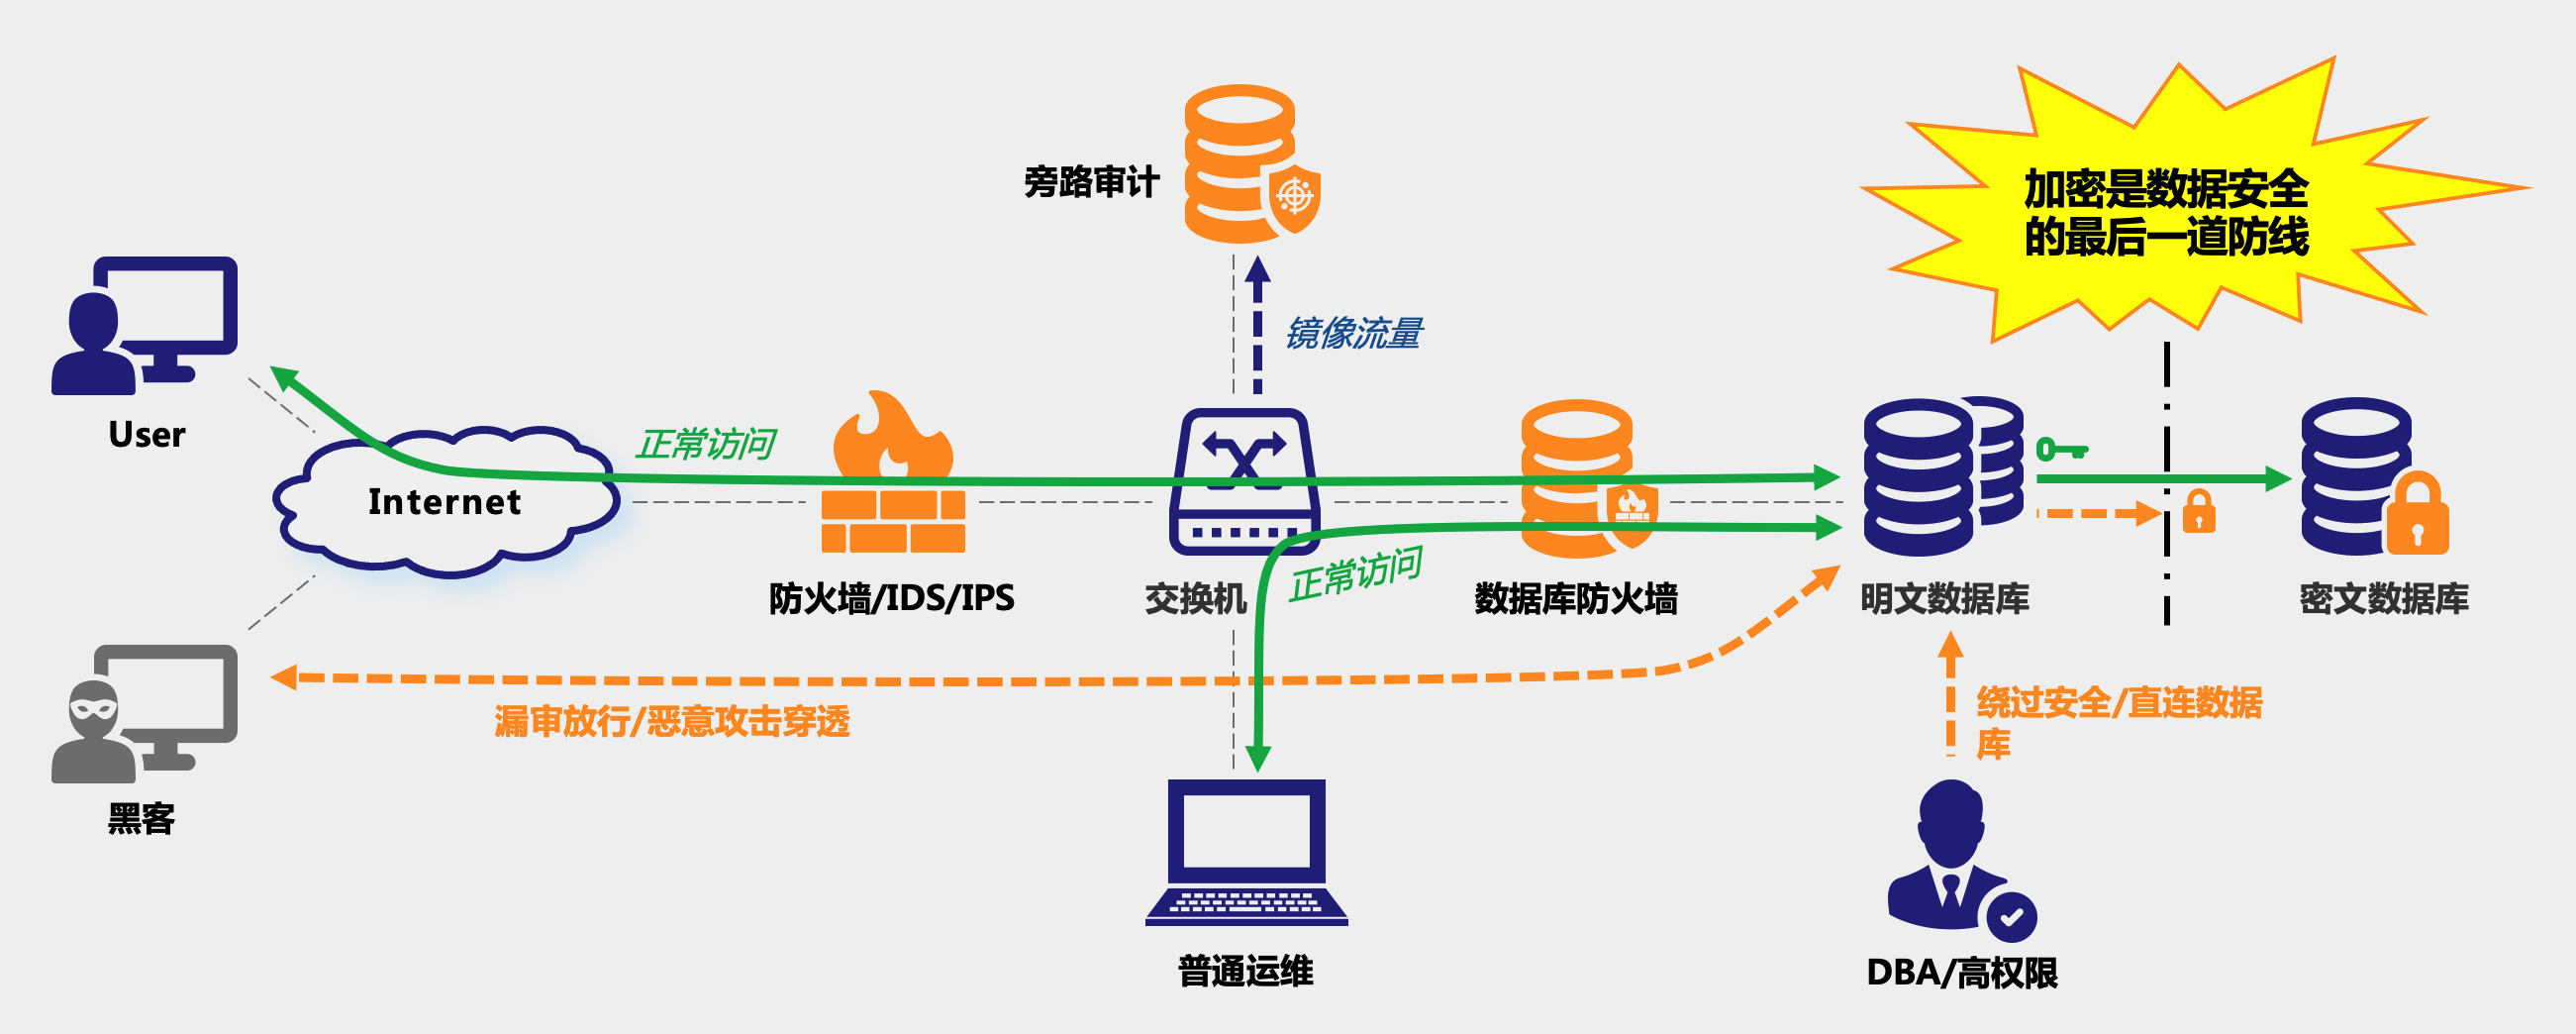 加密是数据安全
的最后一道防线
旁路审计
镜像流量
User
正常访问
Internet
防火墙/IDS/IPS
交换机
正常访问
数据库防火墙
明文数据库
密文数据库
漏审放行/恶意攻击穿透
绕过安全/直连数据
库
黑客
普通运维
DBA/高权限